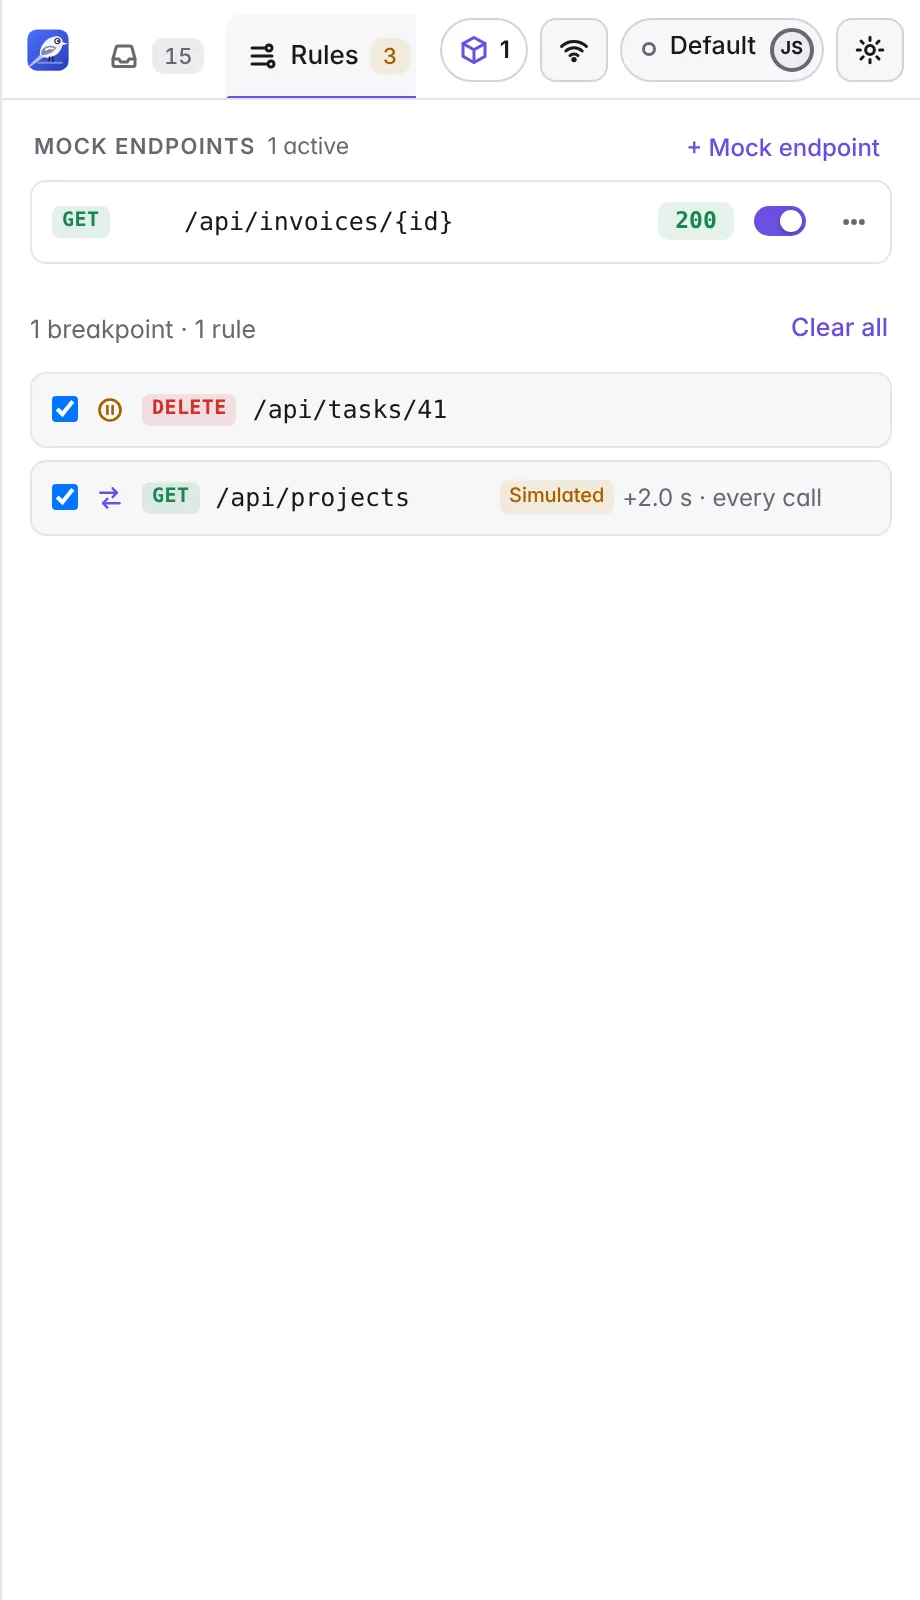 15 Rules 3 1 Default JS
MOCK ENDPOINTS 1 active + Mock endpoint
GET /api/invoices/{id} 200 •••
1 breakpoint · 1 rule Clear all
DELETE /api/tasks/41
GET /api/projects Simulated +2.0 s · every call